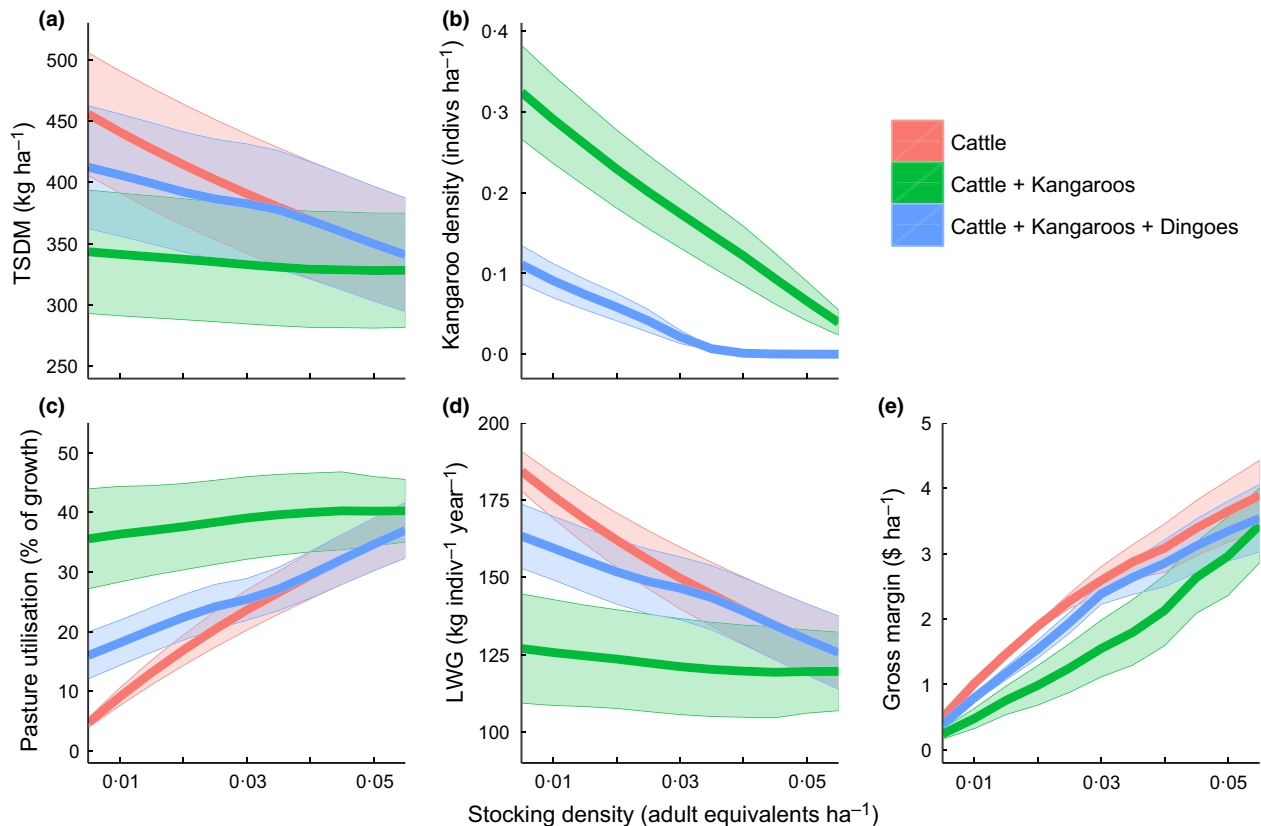 (a)
TSDM (kg ha⁻¹)
500
450
400
350
300
250
(b)
Kangaroo density (indivs ha⁻¹)
0·4
0·3
0·2
0·1
0·0
Cattle
Cattle + Kangaroos
Cattle + Kangaroos + Dingoes
(c)
Pasture utilisation (% of growth)
50
40
30
20
10
0
0·01 0·03 0·05
(d)
LWG (kg indiv⁻¹ year⁻¹)
200
175
150
125
100
0·01 0·03 0·05
(e)
Gross margin ($ ha⁻¹)
5
4
3
2
1
0
0·01 0·03 0·05
Stocking density (adult equivalents ha⁻¹)